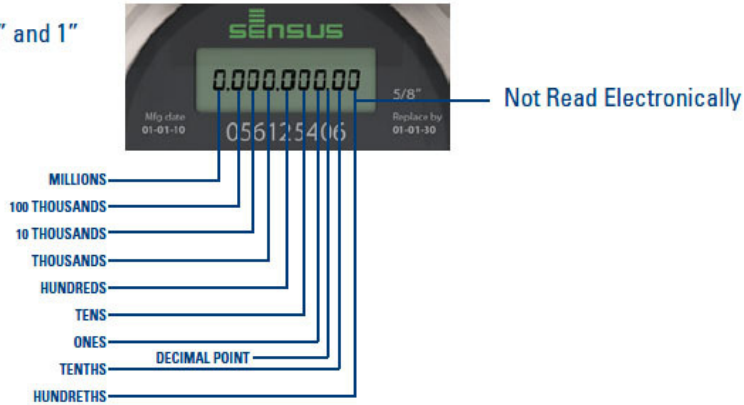 ″ and 1″
sensus
0.000.000.00
5/8"
Not Read Electronically
Mfg date
01-01-10
056125406
Replace by
01-01-30
MILLIONS
100 THOUSANDS
10 THOUSANDS
THOUSANDS
HUNDREDS
TENS
ONES
DECIMAL POINT
TENTHS
HUNDRETHS